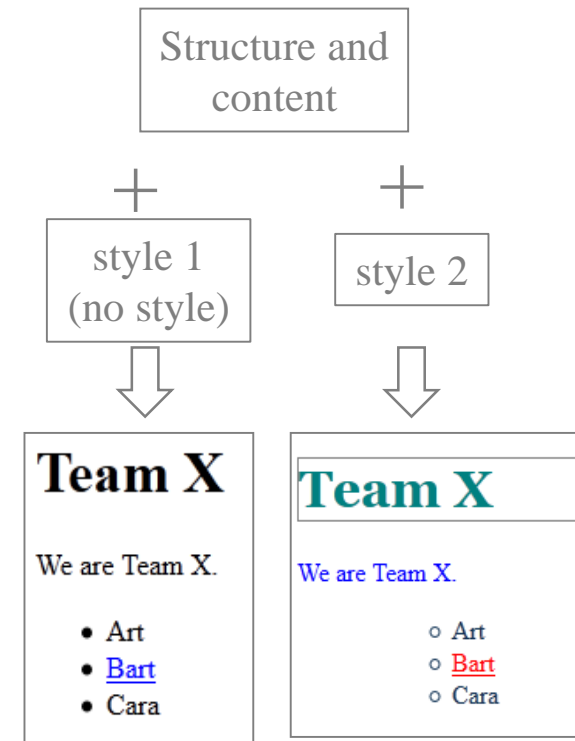 Structure and
content
+
+
style 1
(no style)
style 2
Team X
We are Team X.
• Art
• Bart
• Cara
Team X
We are Team X.
○ Art
○ Bart
○ Cara